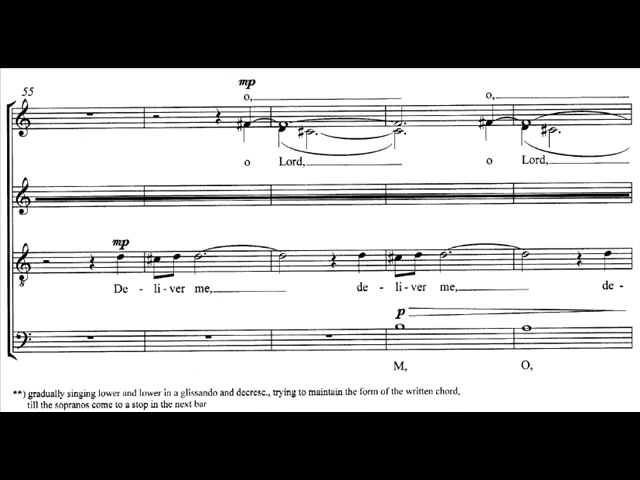 55
mp
o, o,
o Lord, o Lord,
mp
8 8
De - li - ver me, de - li - ver me, de -
p
M, O,
**) gradually singing lower and lower in a glissando and decresc., trying to maintain the form of the written chord,
till the sopranos come to a stop in the next bar